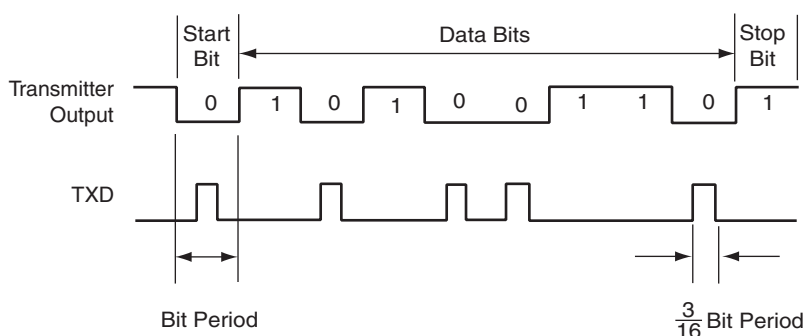 Start
Bit
Data Bits
Stop
Bit
Transmitter
Output
0 1 0 1 0 0 1 1 0 1
TXD
Bit Period
3
16 Bit Period